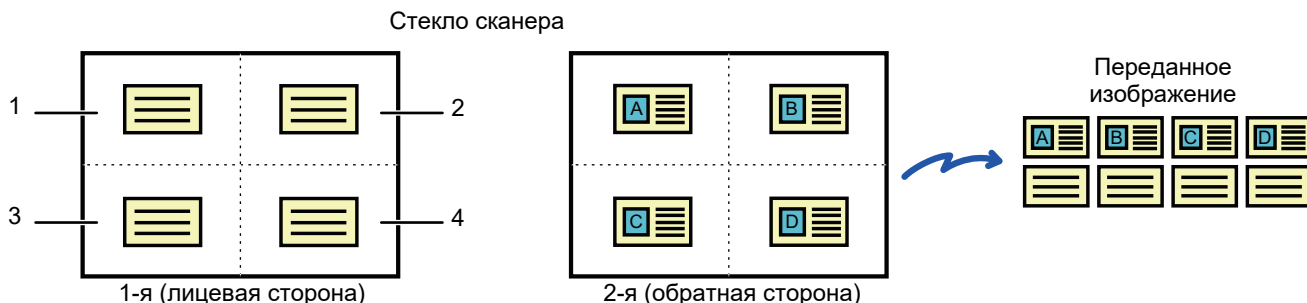 Стекло сканера
1
2
3
4
1-я (лицевая сторона)
A
B
C
D
2-я (обратная сторона)
Переданное
изображение
A B C D